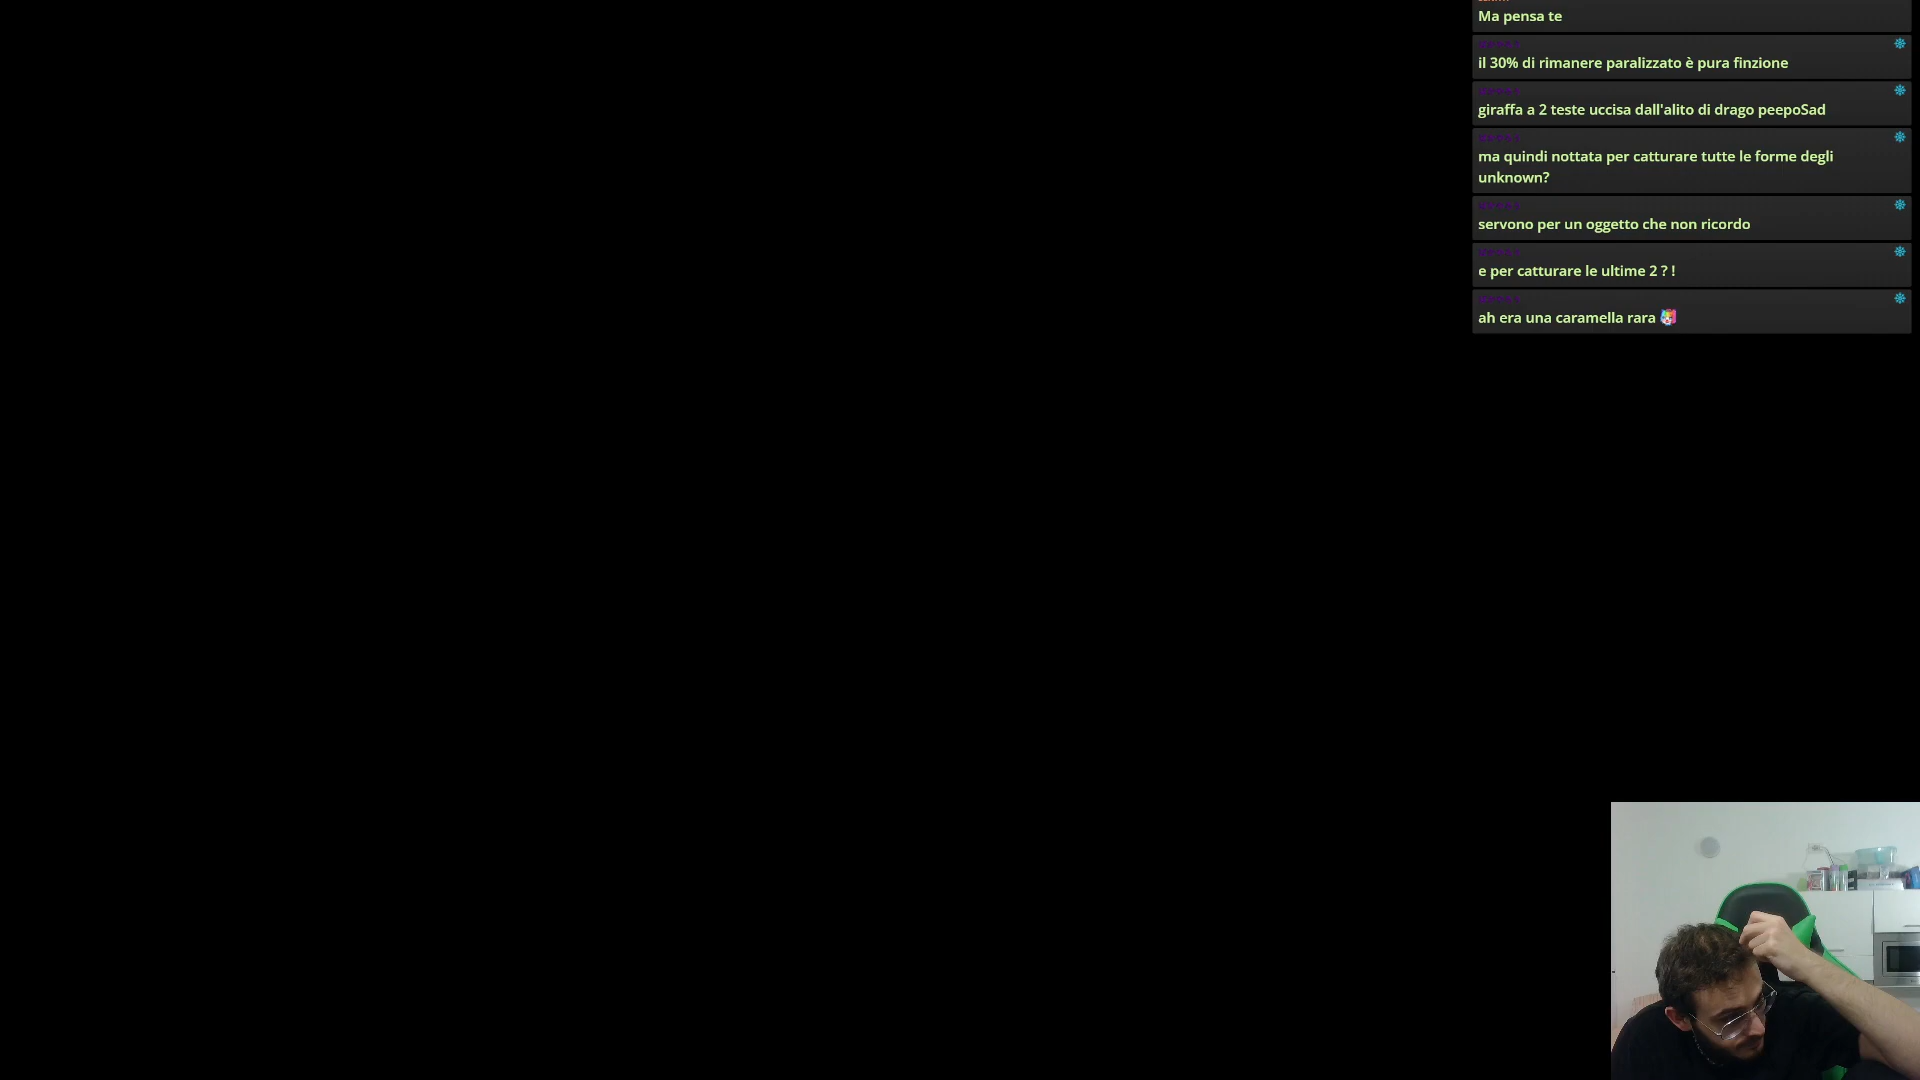 Ma pensa te
il 30% di rimanere paralizzato è pura finzione
giraffa a 2 teste uccisa dall'alito di drago peepoSad
ma quindi nottata per catturare tutte le forme degli
unknown?
servono per un oggetto che non ricordo
e per catturare le ultime 2 ? !
ah era una caramella rara